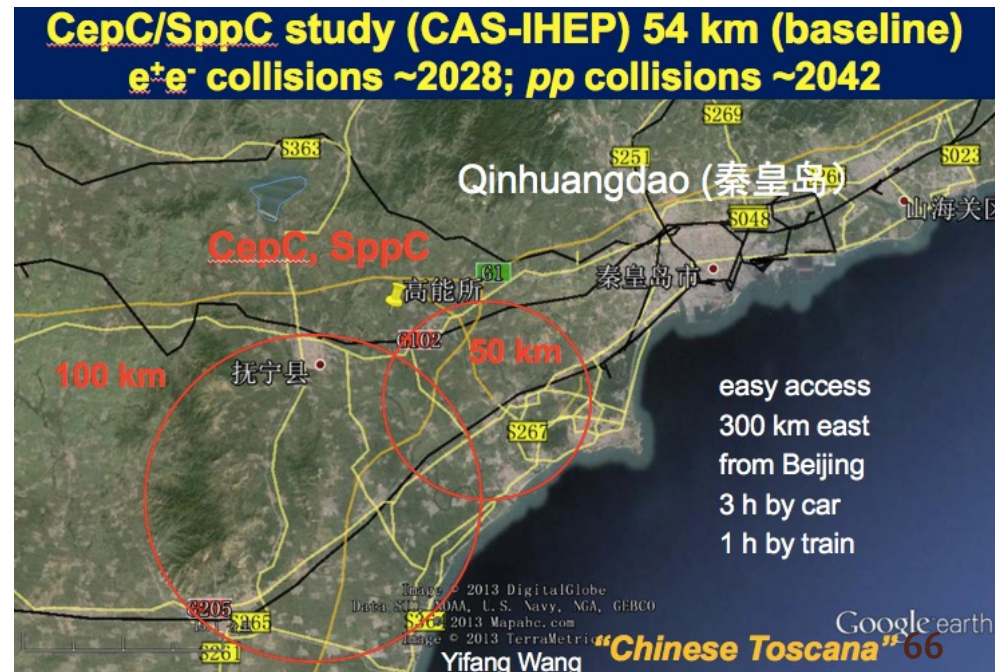 CepC/SppC study (CAS-IHEP) 54 km (baseline)
e⁺e⁻ collisions ~2028; pp collisions ~2042
S269
S363
S251
S023
Qinhuangdao (秦皇岛)
S048
山海关区
CepC, SppC
G1
秦皇岛市
高能所
G102
50 km
100 km
抚宁县
easy access
300 km east
from Beijing
3 h by car
1 h by train
S267
Image © 2013 DigitalGlobe
Data SIO, NOAA, U.S. Navy, NGA, GEBCO
G205
S265
© 2013 Mapabc.com
Image © 2013 TerraMetrics
Google earth
S261
Yifang Wang
“Chinese Toscana”
66